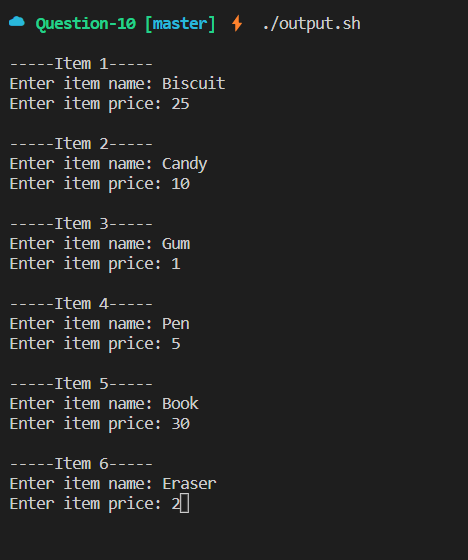 Question-10 [master] ./output.sh
-----Item 1-----
Enter item name: Biscuit
Enter item price: 25
-----Item 2-----
Enter item name: Candy
Enter item price: 10
-----Item 3-----
Enter item name: Gum
Enter item price: 1
-----Item 4-----
Enter item name: Pen
Enter item price: 5
-----Item 5-----
Enter item name: Book
Enter item price: 30
-----Item 6-----
Enter item name: Eraser
Enter item price: 2